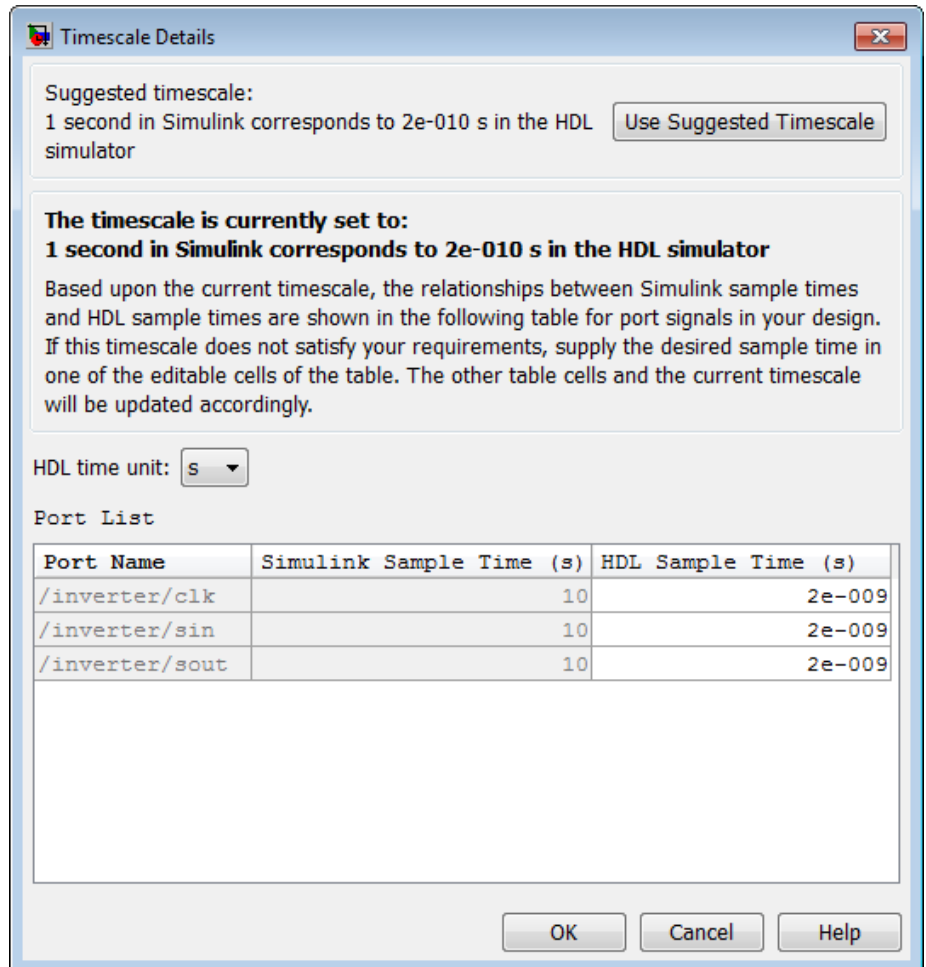 Timescale Details
Suggested timescale:
1 second in Simulink corresponds to 2e-010 s in the HDL
simulator
Use Suggested Timescale
The timescale is currently set to:
1 second in Simulink corresponds to 2e-010 s in the HDL simulator
Based upon the current timescale, the relationships between Simulink sample times
and HDL sample times are shown in the following table for port signals in your design.
If this timescale does not satisfy your requirements, supply the desired sample time in
one of the editable cells of the table. The other table cells and the current timescale
will be updated accordingly.
HDL time unit: s
Port List
Port Name Simulink Sample Time (s) HDL Sample Time (s)
/inverter/clk 10 2e-009
/inverter/sin 10 2e-009
/inverter/sout 10 2e-009
OK Cancel Help